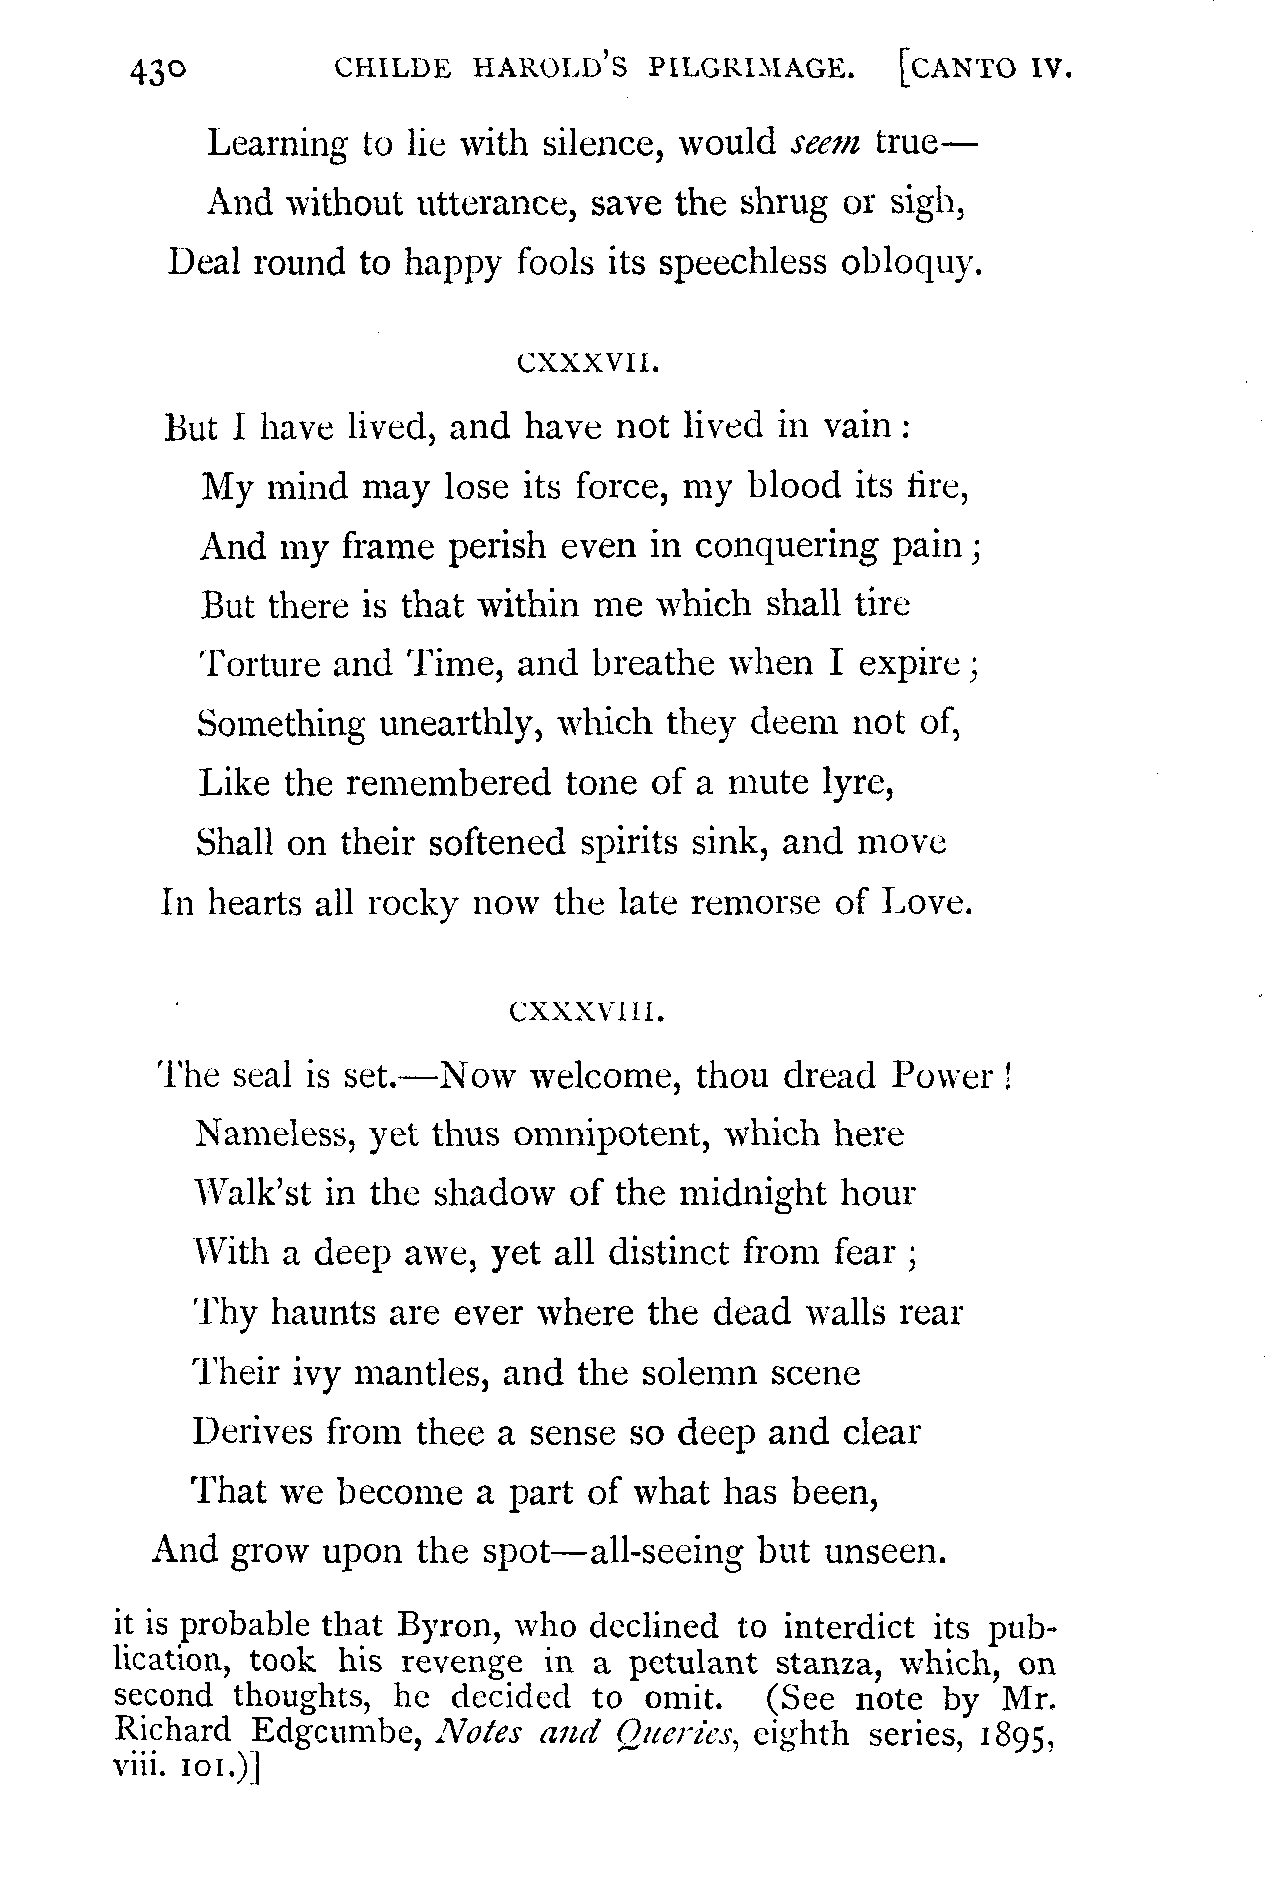 430 CHILDE HAROLD'S PILGRIMAGE. [CANTO IV.
Learning to lie with silence, would seem true—
And without utterance, save the shrug or sigh,
Deal round to happy fools its speechless obloquy.
CXXXVII.
But I have lived, and have not lived in vain :
My mind may lose its force, my blood its fire,
And my frame perish even in conquering pain ;
But there is that within me which shall tire
Torture and Time, and breathe when I expire ;
Something unearthly, which they deem not of,
Like the remembered tone of a mute lyre,
Shall on their softened spirits sink, and move
In hearts all rocky now the late remorse of Love.
CXXXVIII.
The seal is set.—Now welcome, thou dread Power !
Nameless, yet thus omnipotent, which here
Walk'st in the shadow of the midnight hour
With a deep awe, yet all distinct from fear ;
Thy haunts are ever where the dead walls rear
Their ivy mantles, and the solemn scene
Derives from thee a sense so deep and clear
That we become a part of what has been,
And grow upon the spot—all-seeing but unseen.
it is probable that Byron, who declined to interdict its pub-
lication, took his revenge in a petulant stanza, which, on
second thoughts, he decided to omit. (See note by Mr.
Richard Edgcumbe, Notes and Queries, eighth series, 1895,
viii. 101.)]